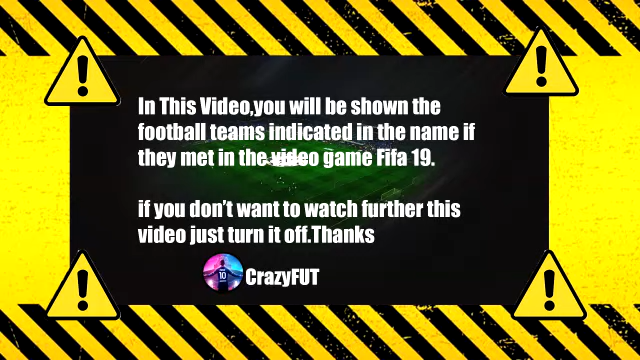 In This Video,you will be shown the
football teams indicated in the name if
they met in the video game Fifa 19.
if you don't want to watch further this
video just turn it off.Thanks
10
CrazyFUT